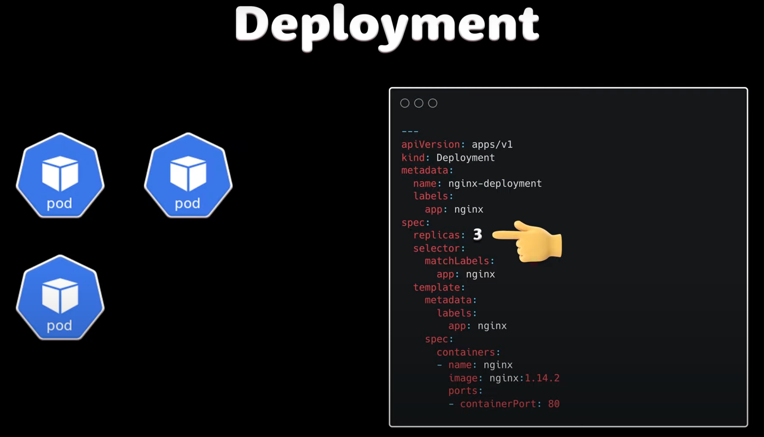 Deployment
pod
pod
pod
---
apiVersion: apps/v1
kind: Deployment
metadata:
  name: nginx-deployment
  labels:
    app: nginx
spec:
  replicas: 3
  selector:
    matchLabels:
      app: nginx
  template:
    metadata:
      labels:
        app: nginx
    spec:
      containers:
      - name: nginx
        image: nginx:1.14.2
        ports:
        - containerPort: 80